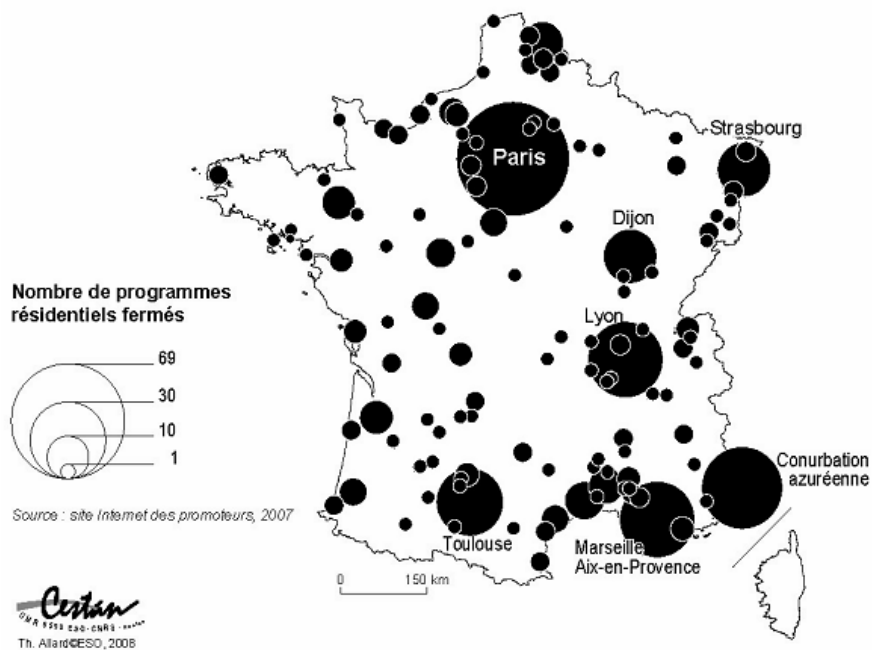 Strasbourg
Paris
Dijon
Nombre de programmes
résidentiels fermés
Lyon
69
30
10
1
Conurbation
azuréenne
Source : site Internet des promoteurs, 2007
Toulouse
Marseille
Aix-en-Provence
0 150 km
Cestan
Th. Allard©ESO, 2008